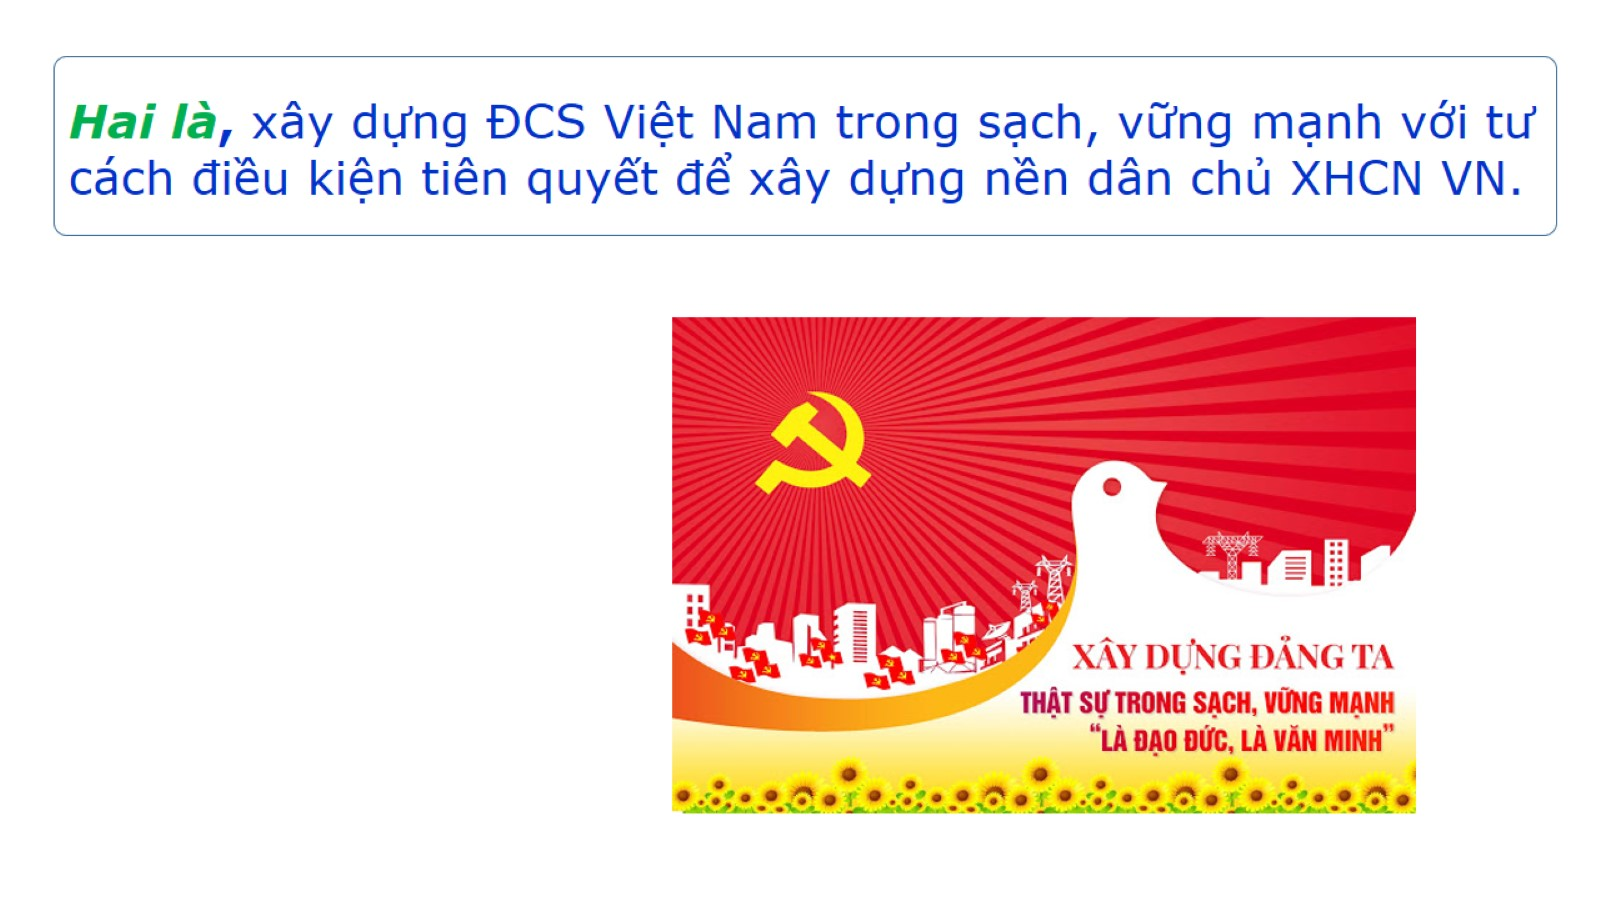 Hai là, xây dựng ĐCS Việt Nam trong sạch, vững mạnh với tư
cách điều kiện tiên quyết để xây dựng nền dân chủ XHCN VN.
XÂY DỰNG ĐẢNG TA
THẬT SỰ TRONG SẠCH, VỮNG MẠNH
“LÀ ĐẠO ĐỨC, LÀ VĂN MINH”